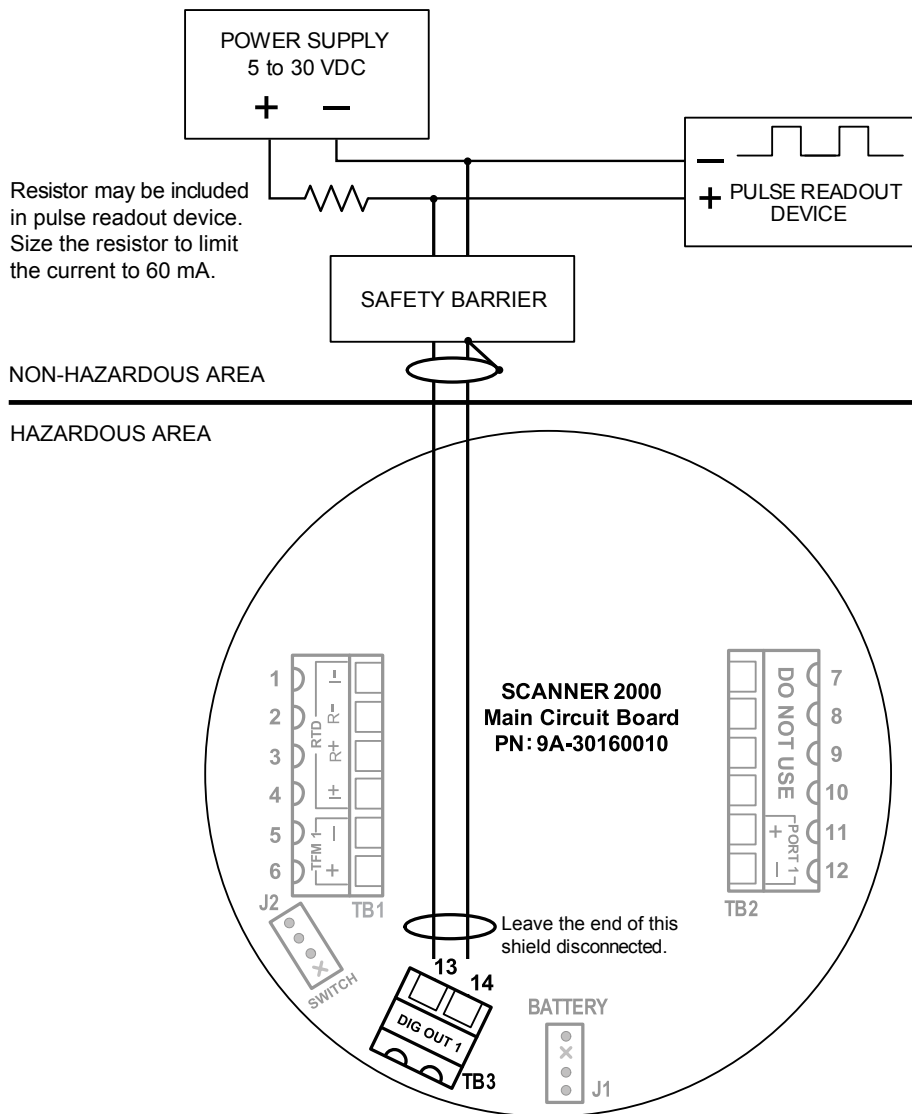 POWER SUPPLY
5 to 30 VDC
+ −
Resistor may be included
in pulse readout device.
Size the resistor to limit
the current to 60 mA.
−
+ PULSE READOUT
DEVICE
SAFETY BARRIER
NON-HAZARDOUS AREA
HAZARDOUS AREA
SCANNER 2000
Main Circuit Board
PN: 9A-30160010
1
2
3
4
5
6
I-
R-
R+
I+
RTD
−
+
TFM 1
TB1
J2
SWITCH
DO NOT USE
7
8
9
10
11
12
+
−
PORT 1
TB2
Leave the end of this
shield disconnected.
13
14
DIG OUT 1
TB3
BATTERY
J1